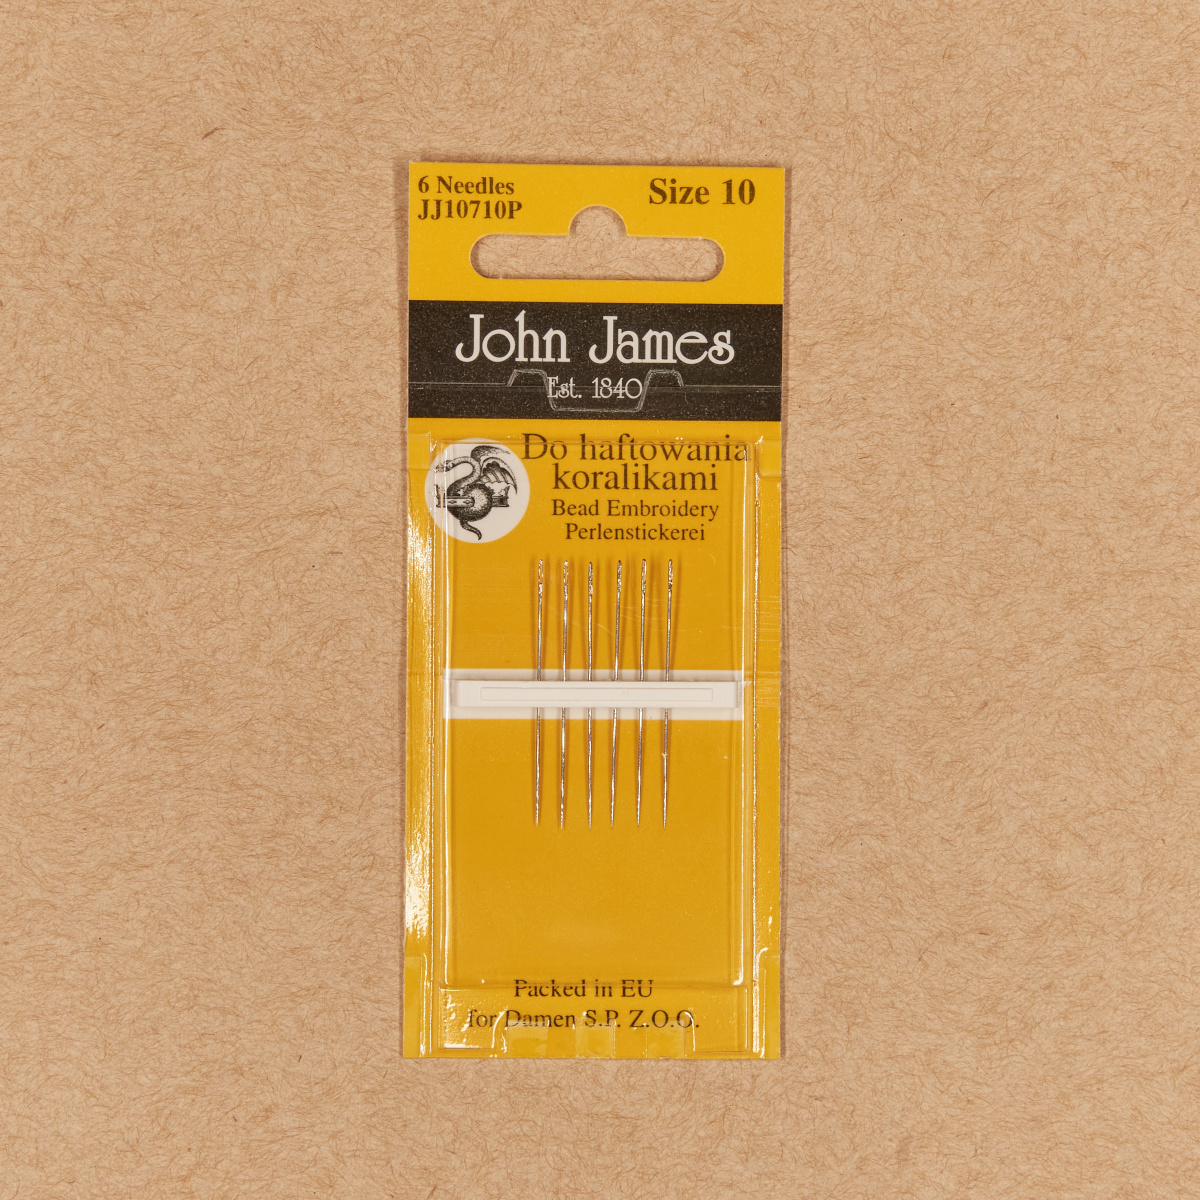 6 Needles
JJ10710P
Size 10
John James
Est. 1840
Do haftowania
koralikami
Bead Embroidery
Perlenstickerei
Packed in EU
for Damen S.P. Z.O.O.